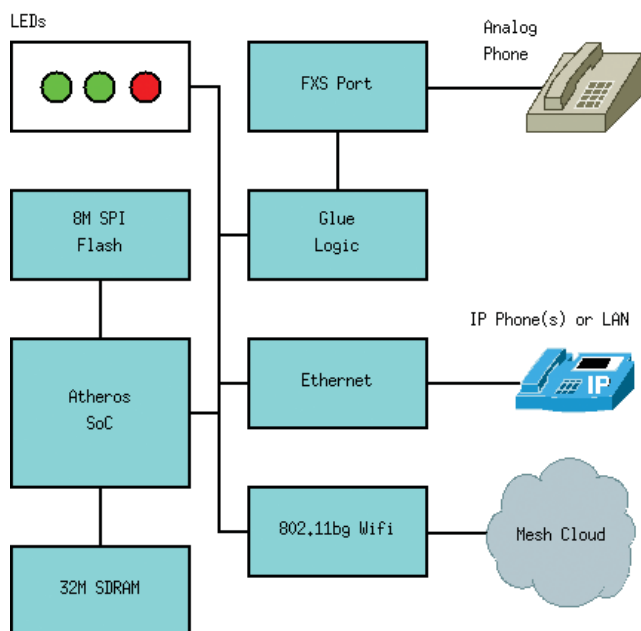 LEDs
Analog
Phone
FXS Port
8M SPI
Flash
Glue
Logic
IP Phone(s) or LAN
Atheros
SoC
Ethernet
IP
802.11bg Wifi
Mesh Cloud
32M SDRAM